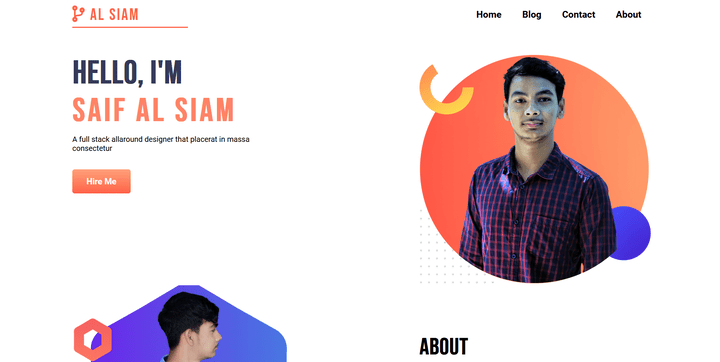 AL SIAM
Home Blog Contact About
HELLO, I'M
SAIF AL SIAM
A full stack allaround designer that placerat in massa
consectetur
Hire Me
ABOUT